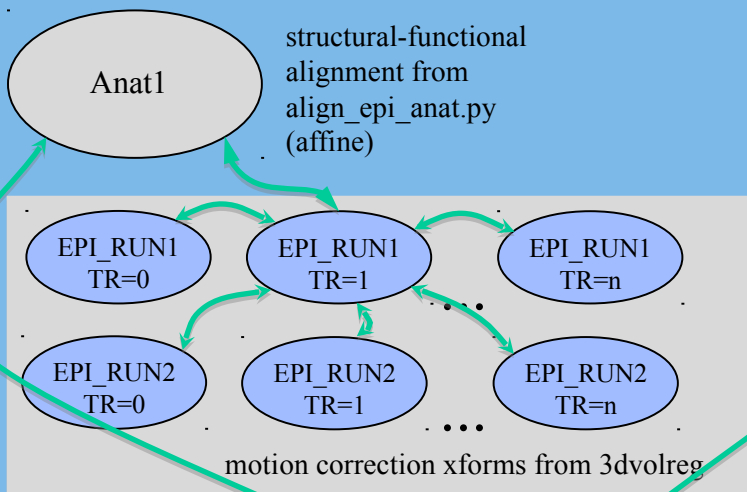 Anat1
structural-functional
alignment from
align_epi_anat.py
(affine)
EPI_RUN1
TR=0
EPI_RUN1
TR=1
EPI_RUN1
TR=n
...
EPI_RUN2
TR=0
EPI_RUN2
TR=1
EPI_RUN2
TR=n
...
motion correction xforms from 3dvolreg